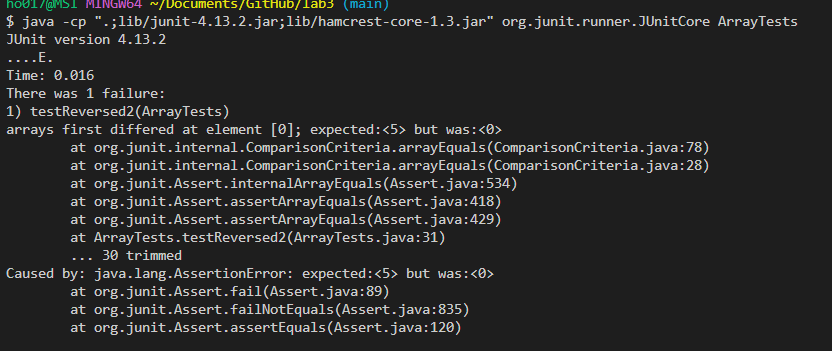 ho017@MSI MINGW64 ~/Documents/GitHub/lab3 (main)
$ java -cp ".;lib/junit-4.13.2.jar;lib/hamcrest-core-1.3.jar" org.junit.runner.JUnitCore ArrayTests
JUnit version 4.13.2
....E.
Time: 0.016
There was 1 failure:
1) testReversed2(ArrayTests)
arrays first differed at element [0]; expected:<5> but was:<0>
        at org.junit.internal.ComparisonCriteria.arrayEquals(ComparisonCriteria.java:78)
        at org.junit.internal.ComparisonCriteria.arrayEquals(ComparisonCriteria.java:28)
        at org.junit.Assert.internalArrayEquals(Assert.java:534)
        at org.junit.Assert.assertArrayEquals(Assert.java:418)
        at org.junit.Assert.assertArrayEquals(Assert.java:429)
        at ArrayTests.testReversed2(ArrayTests.java:31)
        ... 30 trimmed
Caused by: java.lang.AssertionError: expected:<5> but was:<0>
        at org.junit.Assert.fail(Assert.java:89)
        at org.junit.Assert.failNotEquals(Assert.java:835)
        at org.junit.Assert.assertEquals(Assert.java:120)